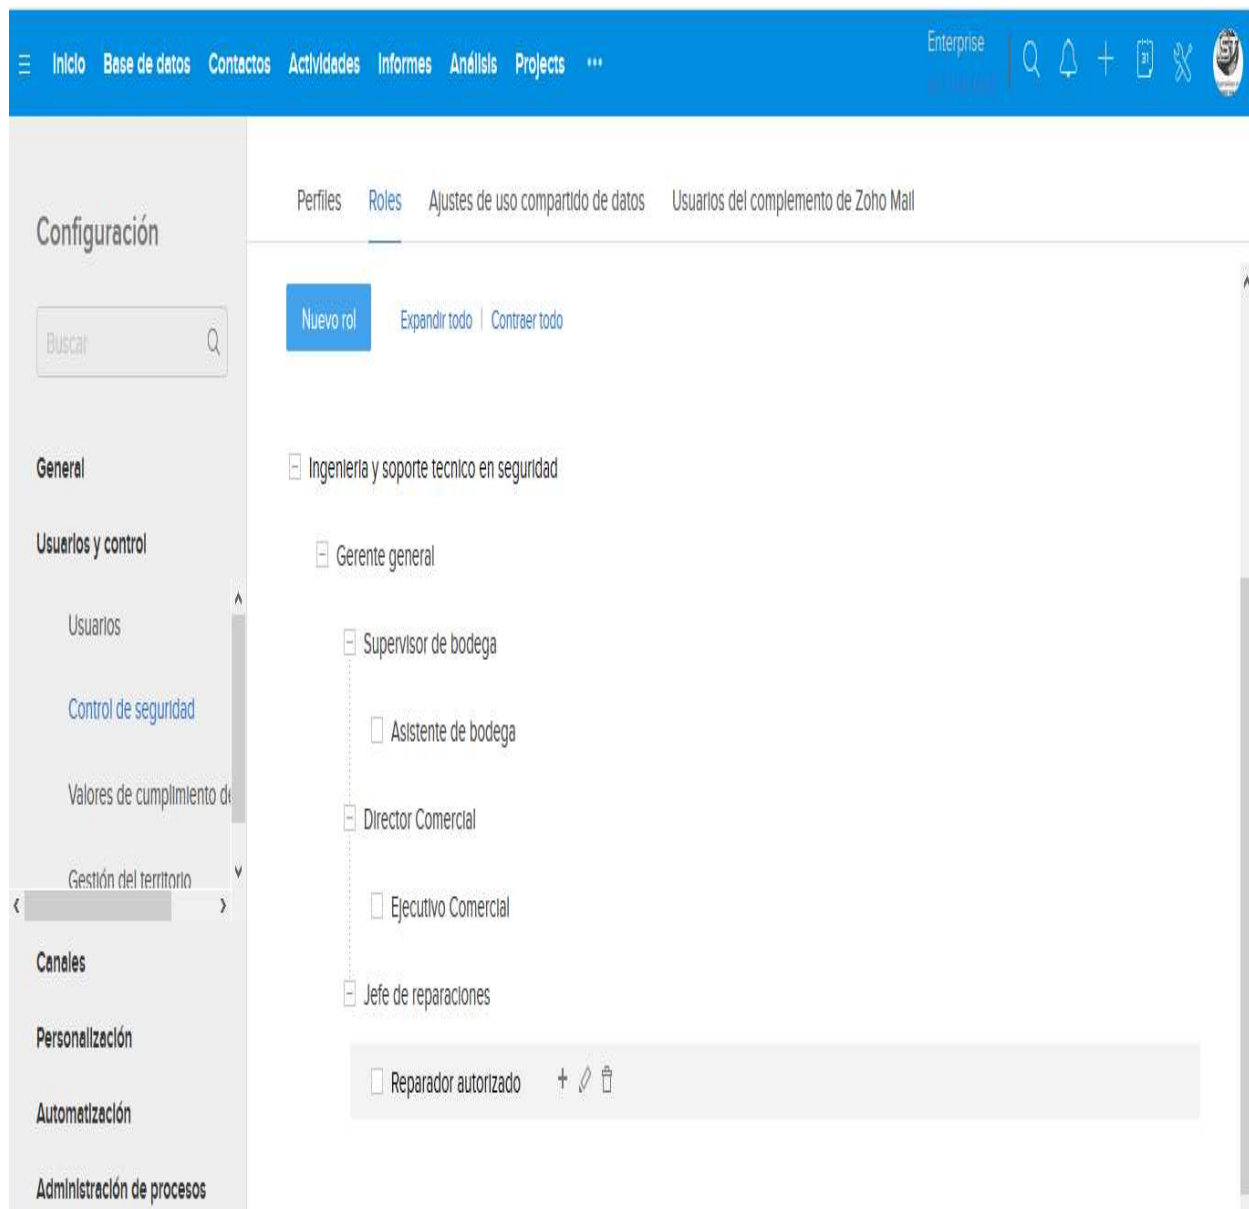 Inicio Base de datos Contactos Actividades Informes Análisis Projects ••• Enterprise
31
Configuración
Buscar
General
Usuarios y control
Usuarios
Control de seguridad
Valores de cumplimiento de
Gestión del territorio
Canales
Personalización
Automatización
Administración de procesos
Perfiles Roles Ajustes de uso compartido de datos Usuarios del complemento de Zoho Mail
Nuevo rol Expandir todo | Contraer todo
Ingenieria y soporte tecnico en seguridad
Gerente general
Supervisor de bodega
Asistente de bodega
Director Comercial
Ejecutivo Comercial
Jefe de reparaciones
Reparador autorizado